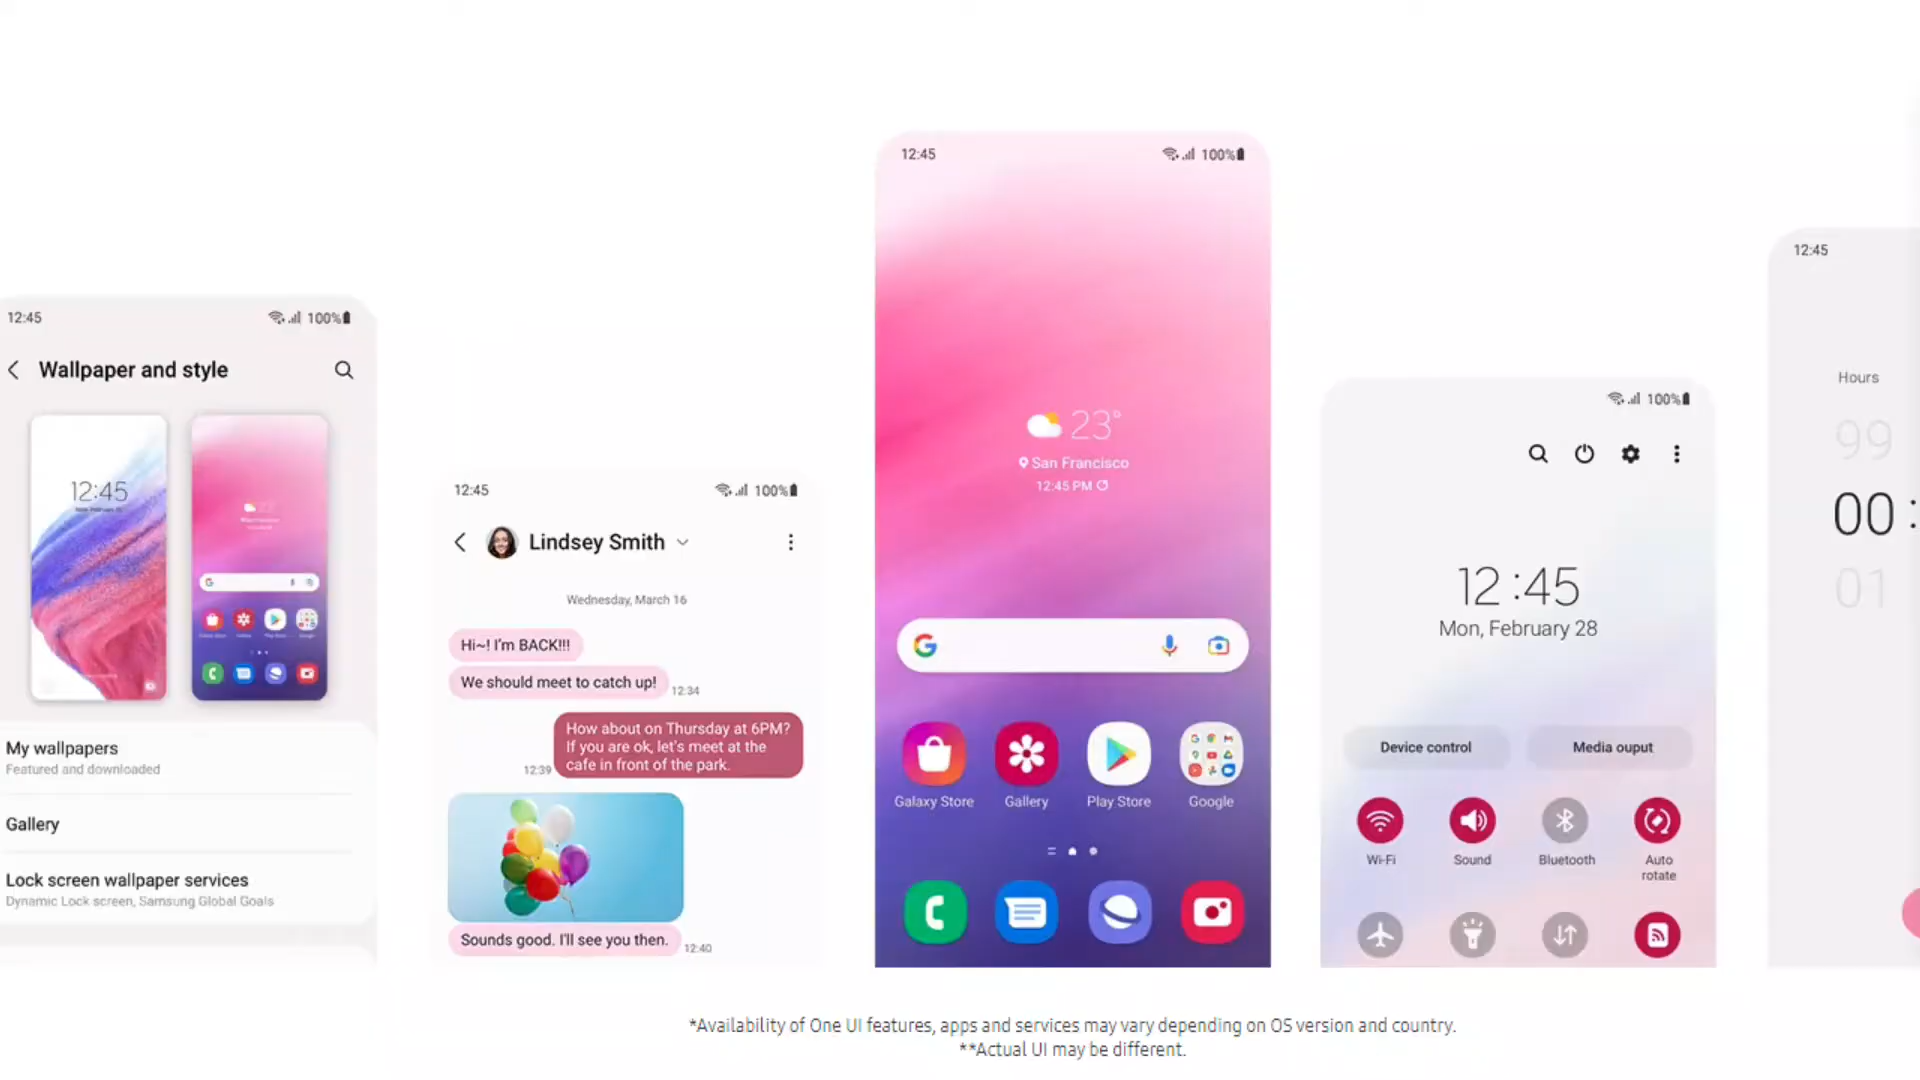 12:45
100%
Wallpaper and style
12:45
My wallpapers
Featured and downloaded
Gallery
Lock screen wallpaper services
Dynamic Lock screen, Samsung Global Goals
12:45
100%
Lindsey Smith
Wednesday, March 16
Hi~! I'm BACK!!!
We should meet to catch up!
12:34
How about on Thursday at 6PM?
If you are ok, let's meet at the
cafe in front of the park.
12:39
Sounds good. I'll see you then.
12:40
12:45
100%
23°
San Francisco
12:45 PM
Galaxy Store
Gallery
Play Store
Google
100%
12:45
Mon, February 28
Device control
Media ouput
Wi-Fi
Sound
Bluetooth
Auto
rotate
12:45
Hours
99
00 :
01
*Availability of One UI features, apps and services may vary depending on OS version and country.
**Actual UI may be different.